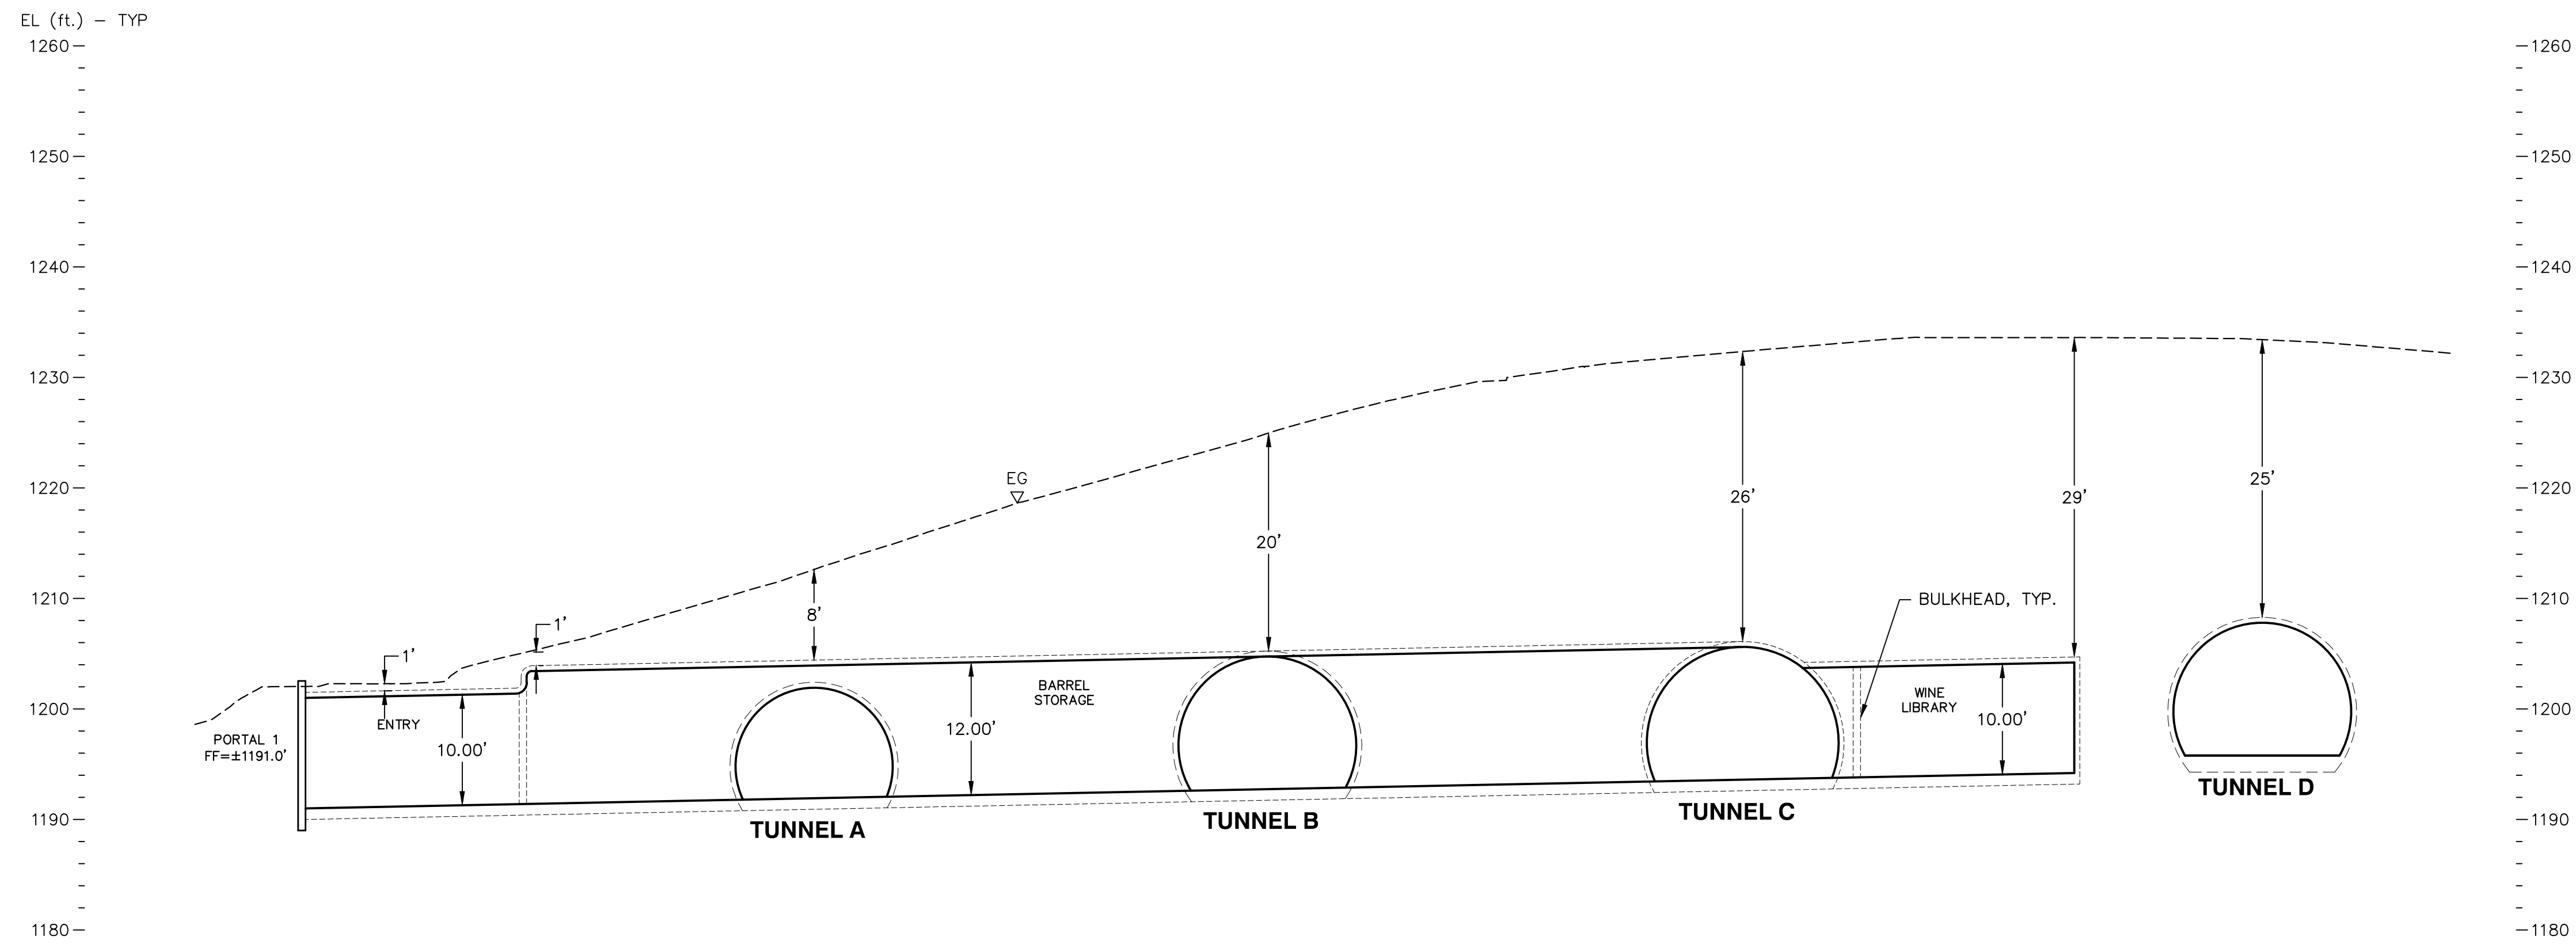 EL (ft.) – TYP
1260
1260
1250
1250
1240
1240
1230
1230
EG
1220
1220
26'
29'
25'
20'
1210
1210
BULKHEAD, TYP.
8'
1'
1'
BARREL
STORAGE
WINE
LIBRARY
1200
1200
ENTRY
12.00'
10.00'
PORTAL 1
FF=±1191.0'
10.00'
1190
1190
TUNNEL A
TUNNEL B
TUNNEL C
TUNNEL D
1180
1180